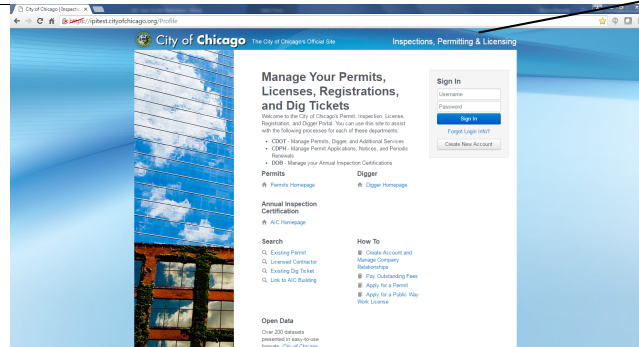 City of Chicago | Inspectio
https://ipitest.cityofchicago.org/Profile
City of Chicago The City of Chicago's Official Site
Inspections, Permitting & Licensing
Manage Your Permits,
Licenses, Registrations,
and Dig Tickets
Welcome to the City of Chicago's Permit, Inspection, License,
Registration, and Digger Portal. You can use this site to assist
with the following processes for each of these departments:
• CDOT - Manage Permits, Digger, and Additional Services
• CDPH - Manage Permit Applications, Notices, and Periodic
Renewals
• DOB - Manage your Annual Inspection Certifications
Permits
Permits Homepage
Digger
Digger Homepage
Annual Inspection
Certification
AIC Homepage
Search
Existing Permit
Licensed Contractor
Existing Dig Ticket
Link to AIC Building
How To
Create Account and
Manage Company
Relationships
Pay Outstanding Fees
Apply for a Permit
Apply for a Public Way
Work License
Open Data
Over 200 datasets
presented in easy-to-use
formats. City of Chicago
Sign In
Username
Password
Sign In
Forgot Login Info?
Create New Account